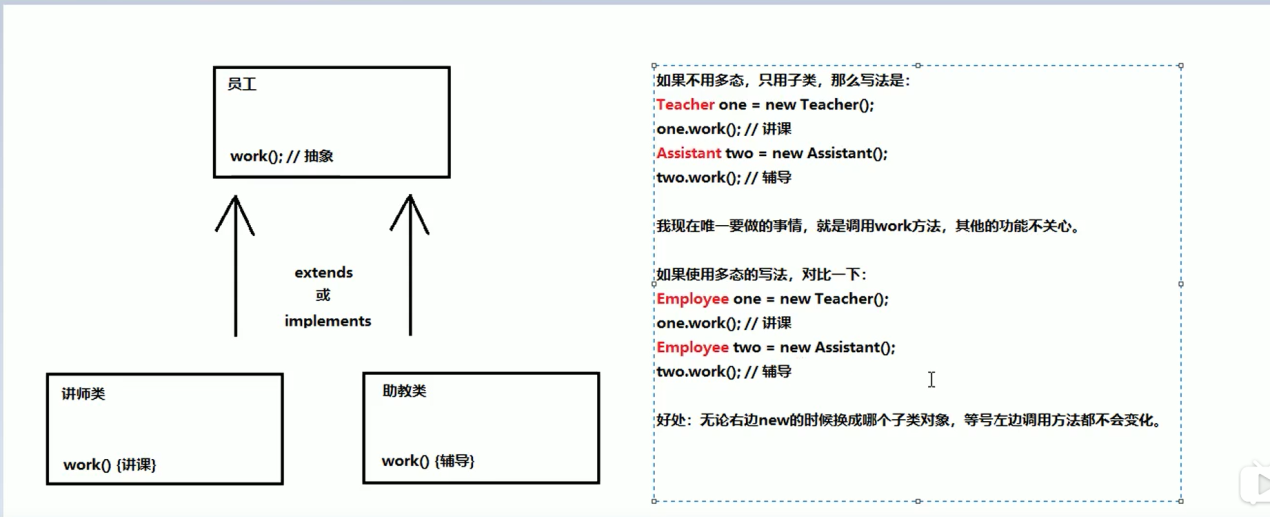 员工
work(); // 抽象
extends
或
implements
讲师类
work() {讲课}
助教类
work() {辅导}
如果不用多态，只用子类，那么写法是：
Teacher one = new Teacher();
one.work(); // 讲课
Assistant two = new Assistant();
two.work(); // 辅导
我现在唯一要做的事情，就是调用work方法，其他的功能不关心。
如果使用多态的写法，对比一下：
Employee one = new Teacher();
one.work(); // 讲课
Employee two = new Assistant();
two.work(); // 辅导
好处：无论右边new的时候换成哪个子类对象，等号左边调用方法都不会变化。